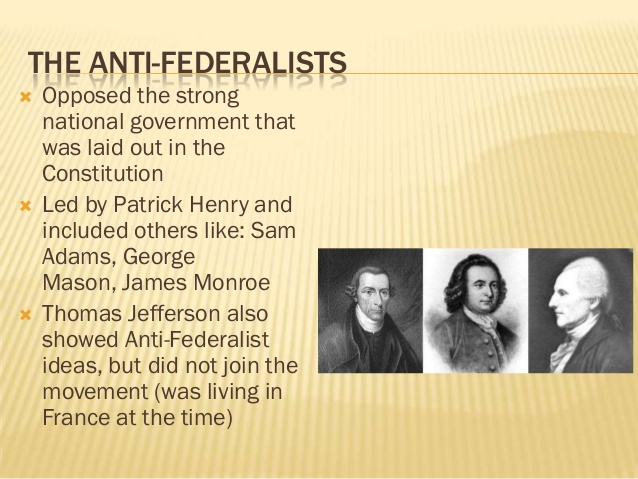 THE ANTI-FEDERALISTS
Opposed the strong
national government that
was laid out in the
Constitution
Led by Patrick Henry and
included others like: Sam
Adams, George
Mason, James Monroe
Thomas Jefferson also
showed Anti-Federalist
ideas, but did not join the
movement (was living in
France at the time)